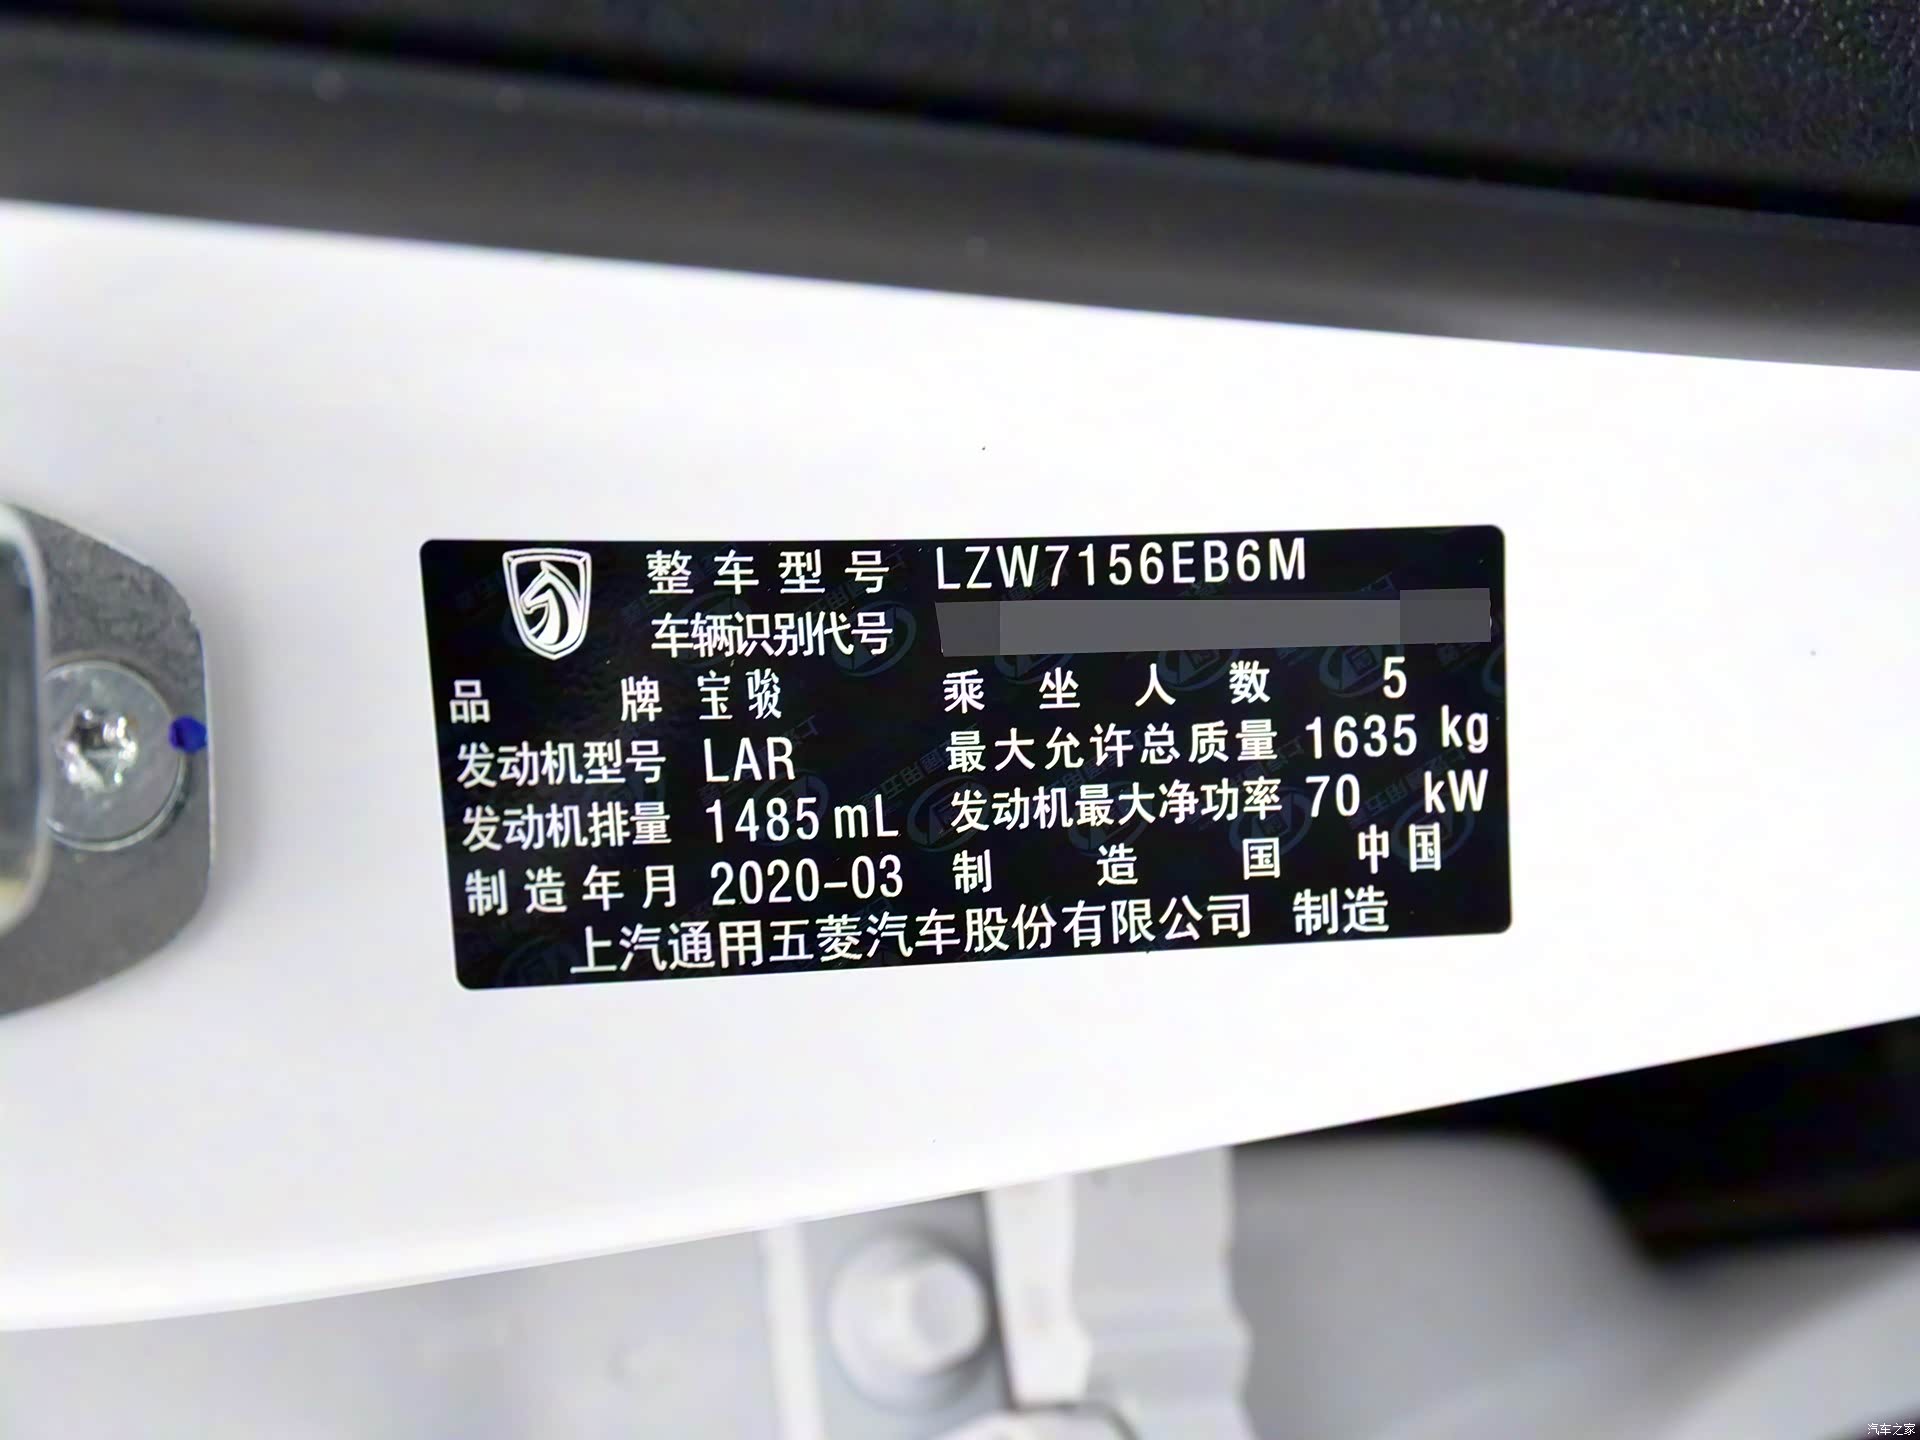 整车型号 LZW7156EB6M
车辆识别代号
品牌 宝骏 乘坐人数 5
发动机型号 LAR 最大允许总质量 1635 kg
发动机排量 1485 mL 发动机最大净功率 70 kW
制造年月 2020-03 制造国 中国
上汽通用五菱汽车股份有限公司 制造
汽车之家